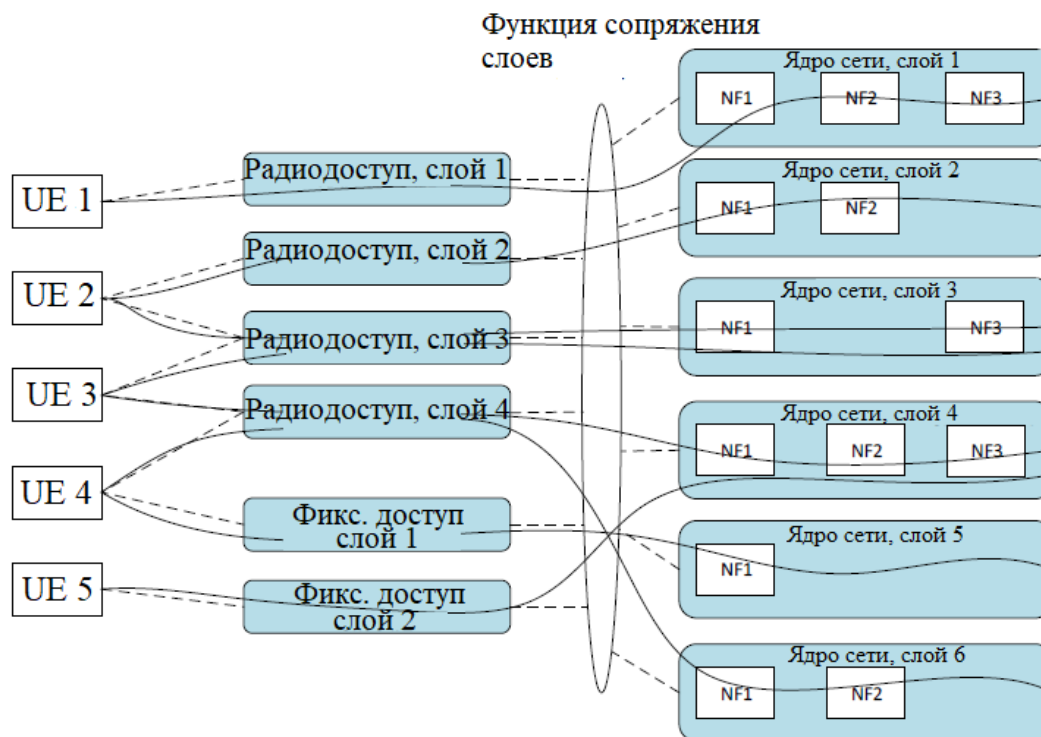 Функция сопряжения
слоев
UE 1
UE 2
UE 3
UE 4
UE 5
Радиодоступ, слой 1
Радиодоступ, слой 2
Радиодоступ, слой 3
Радиодоступ, слой 4
Фикс. доступ
слой 1
Фикс. доступ
слой 2
Ядро сети, слой 1
NF1
NF2
NF3
Ядро сети, слой 2
NF1
NF2
Ядро сети, слой 3
NF1
NF3
Ядро сети, слой 4
NF1
NF2
NF3
Ядро сети, слой 5
NF1
Ядро сети, слой 6
NF1
NF2